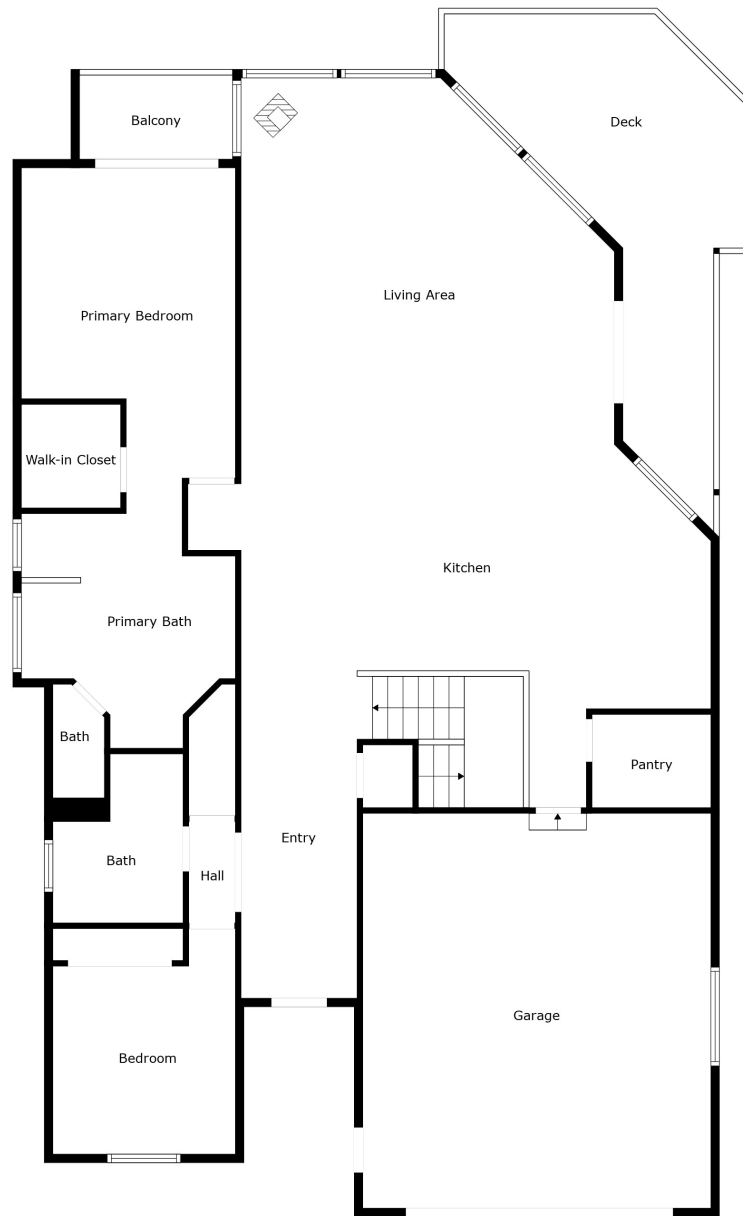 Balcony
Deck
Living Area
Primary Bedroom
Walk-in Closet
Kitchen
Primary Bath
Bath
Pantry
Entry
Bath
Hall
Garage
Bedroom